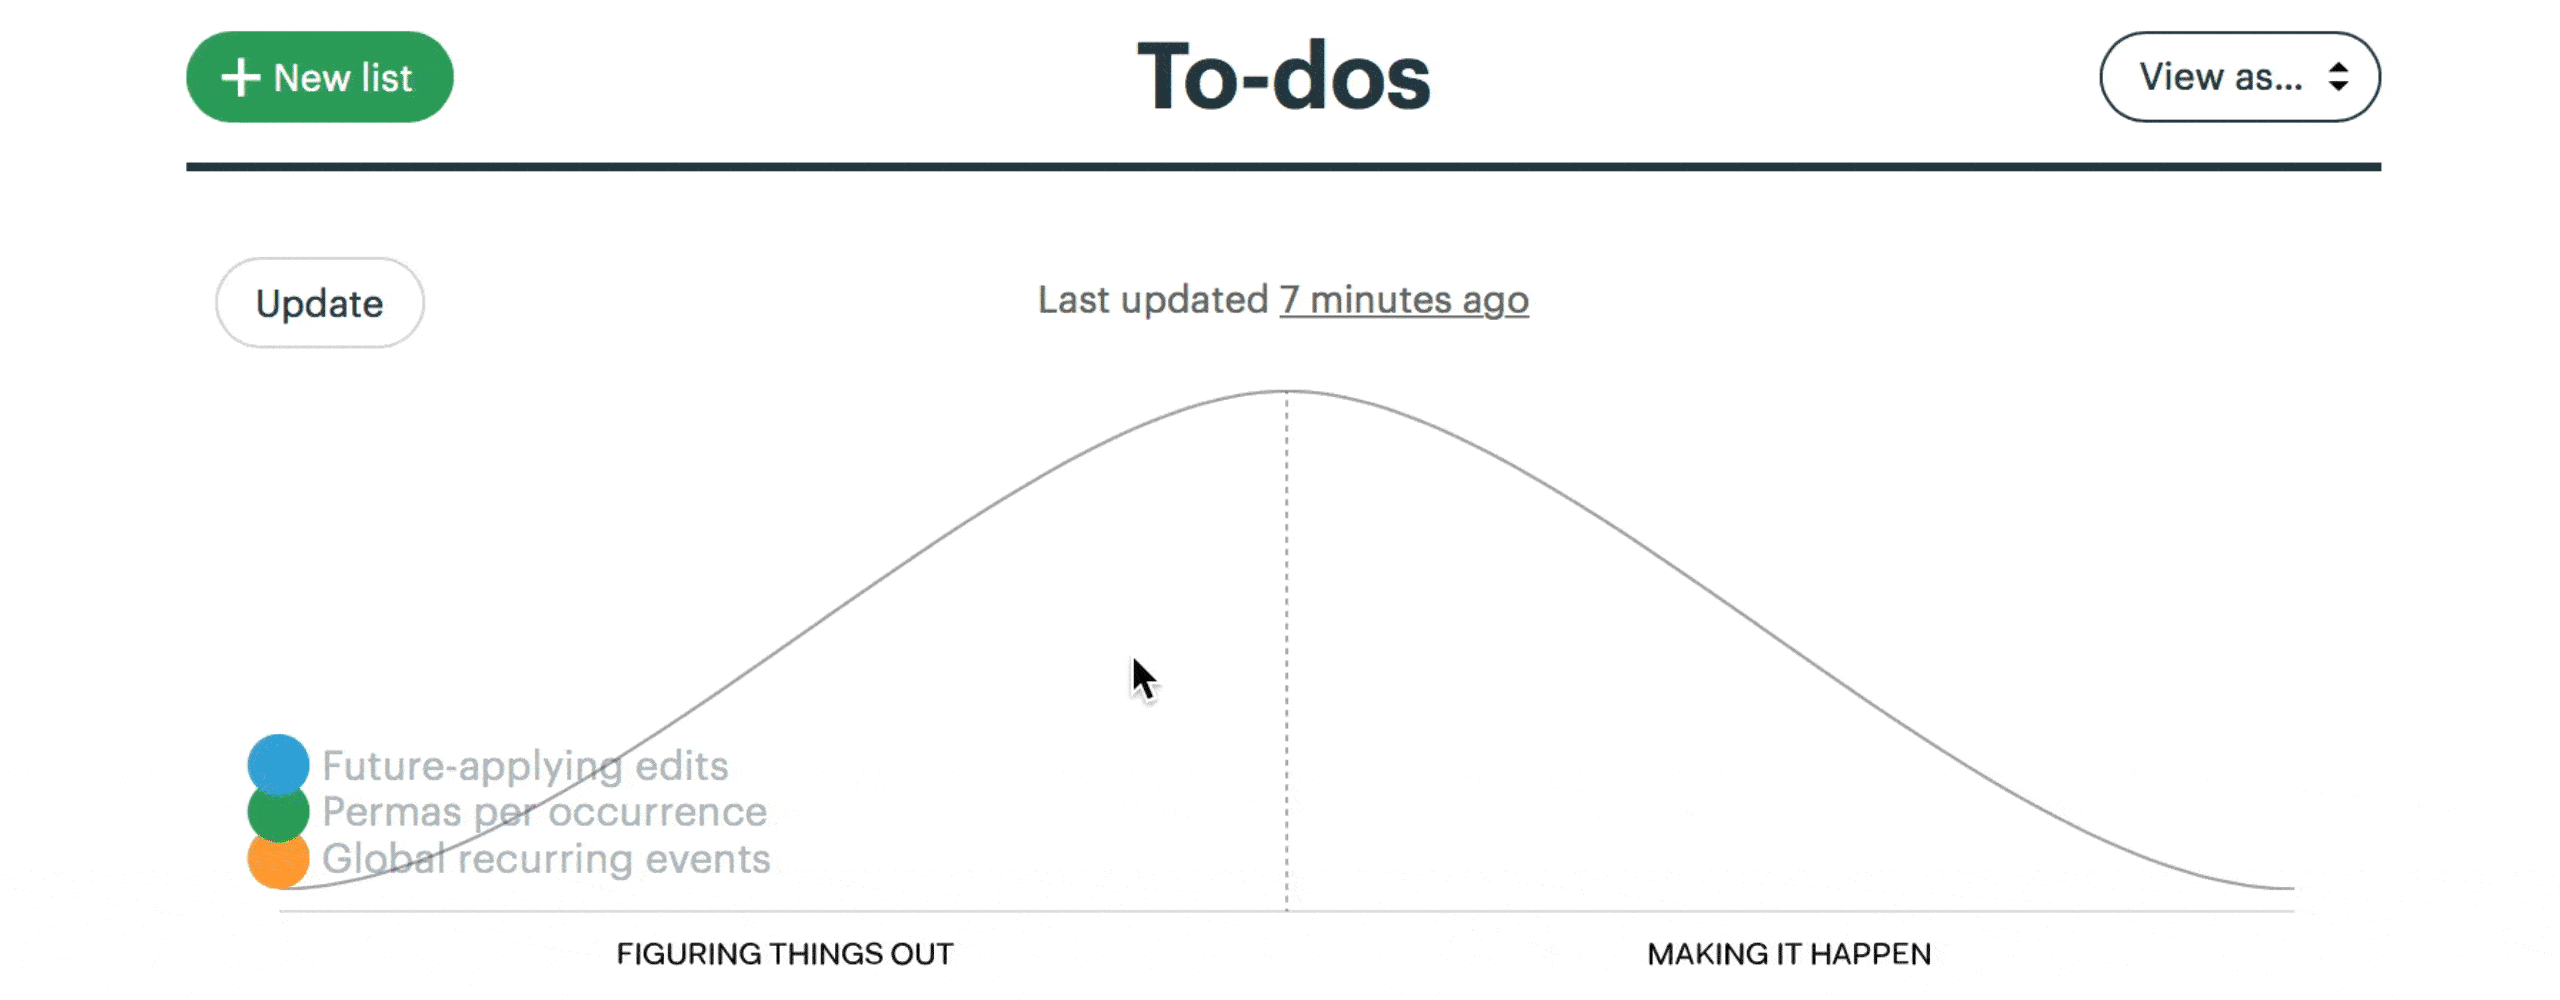 New list
To-dos
View as...
Update
Last updated 7 minutes ago
Future-applying edits
Permas per occurrence
Global recurring events
FIGURING THINGS OUT
MAKING IT HAPPEN